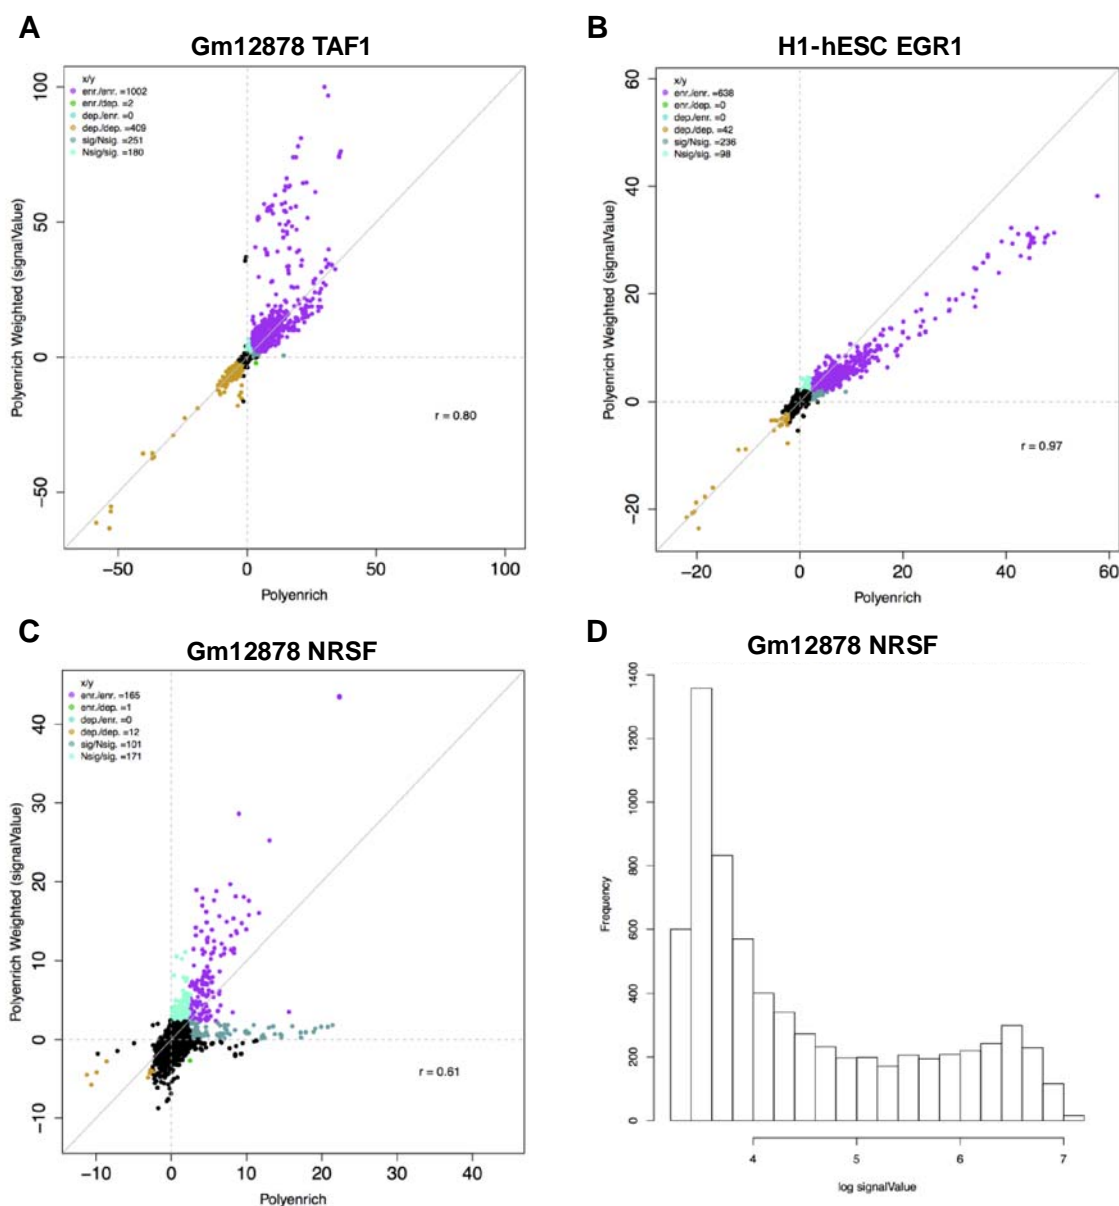 A
Gm12878 TAF1
x/y
enr./enr. =1002
enr./dep. =2
dep./enr. =0
dep./dep. =409
sig/Nsig. =251
Nsig/sig. =180
Polyenrich Weighted (signalValue)
100
50
0
−50
r = 0.80
−50 0 50 100
Polyenrich
B
H1-hESC EGR1
x/y
enr./enr. =638
enr./dep. =0
dep./enr. =0
dep./dep. =42
sig/Nsig. =236
Nsig/sig. =98
Polyenrich Weighted (signalValue)
60
40
20
0
−20
r = 0.97
−20 0 20 40 60
Polyenrich
C
Gm12878 NRSF
x/y
enr./enr. =165
enr./dep. =1
dep./enr. =0
dep./dep. =12
sig/Nsig. =101
Nsig/sig. =171
Polyenrich Weighted (signalValue)
40
30
20
10
0
−10
r = 0.61
−10 0 10 20 30 40
Polyenrich
D
Gm12878 NRSF
Frequency
1400
1200
1000
800
600
400
200
0
4 5 6 7
log signalValue